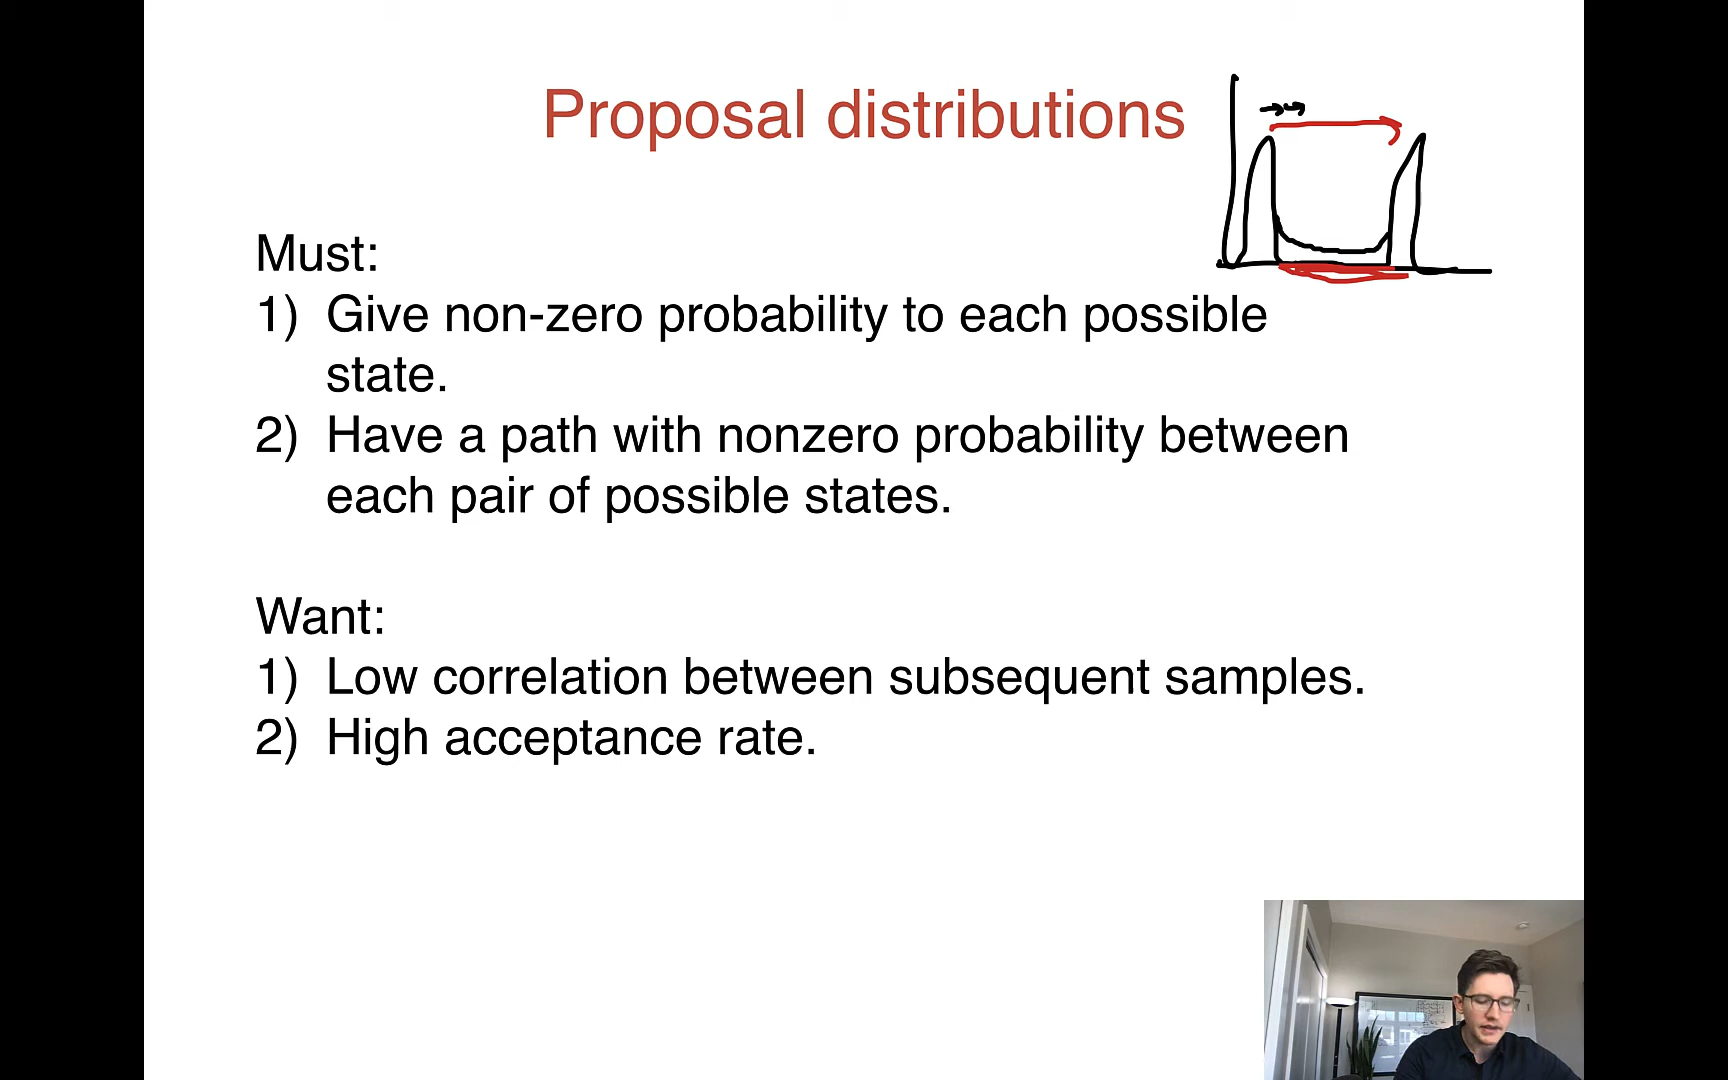 Proposal distributions
Must:
1) Give non-zero probability to each possible
state.
2) Have a path with nonzero probability between
each pair of possible states.
Want:
1) Low correlation between subsequent samples.
2) High acceptance rate.